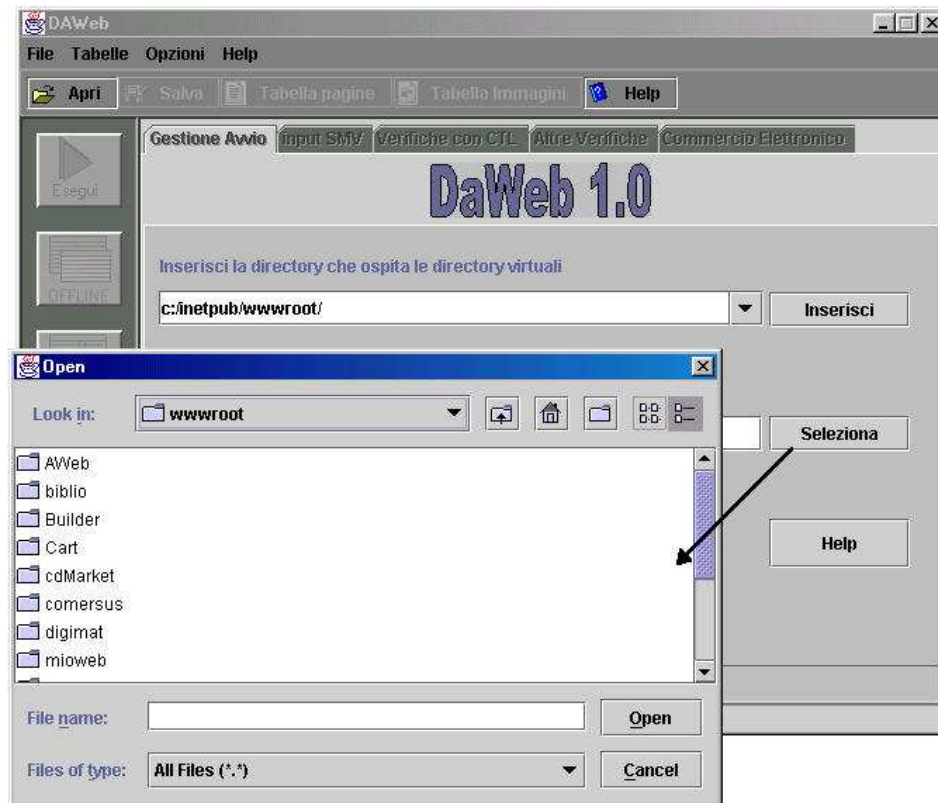 DAWeb
File Tabelle Opzioni Help
Apri Salva Tabella pagine Tabella Immagini Help
Gestione Avvio input SMV Verifiche con CTL Altre Verifiche Commercio Elettronico
Esegui
DaWeb 1.0
OFFLINE
Inserisci la directory che ospita le directory virtuali
c:/inetpub/wwwroot/ Inserisci
Open
Look in: wwwroot
Seleziona
AWeb
biblio
Builder
Cart
Help
cdMarket
comersus
digimat
mioweb
File name: Open
Files of type: All Files (*.*) Cancel